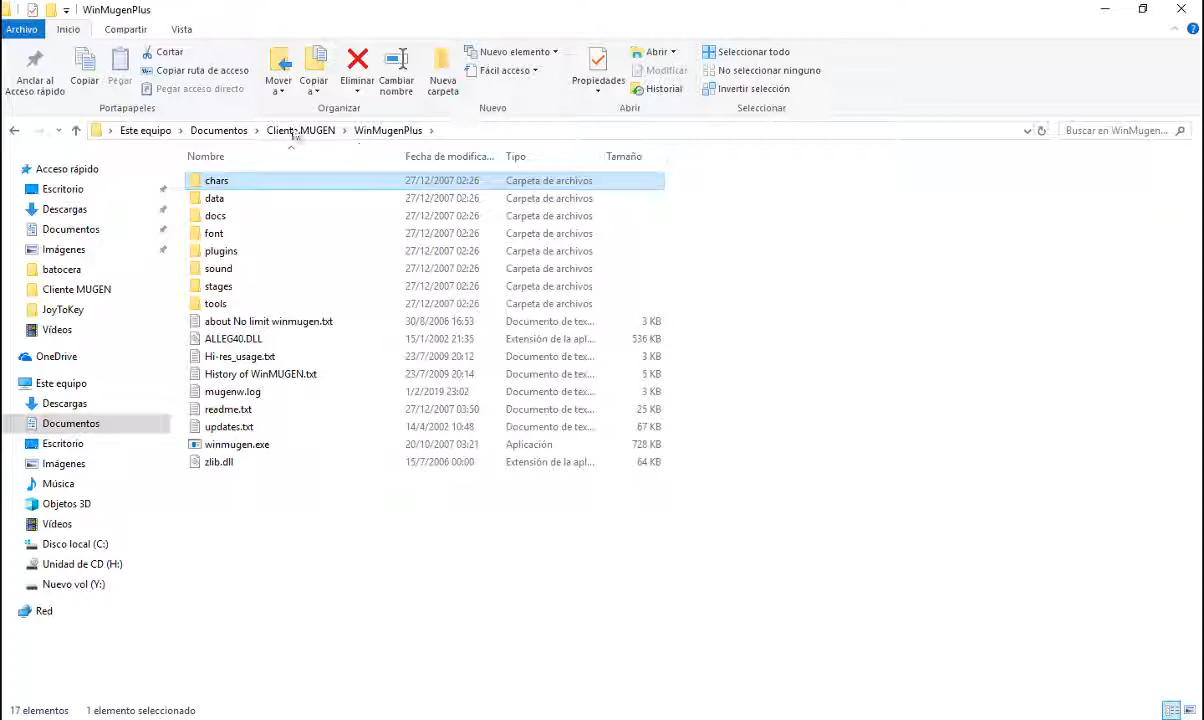 WinMugenPlus
Archivo Inicio Compartir Vista
Anclar al Acceso rápido
Copiar
Pegar
Cortar
Copiar ruta de acceso
Pegar acceso directo
Portapapeles
Mover a
Copiar a
Eliminar
Cambiar nombre
Organizar
Nueva carpeta
Nuevo elemento
Fácil acceso
Nuevo
Propiedades
Abrir
Modificar
Historial
Abrir
Seleccionar todo
No seleccionar ninguno
Invertir selección
Seleccionar
Este equipo > Documentos > Cliente MUGEN > WinMugenPlus >
Buscar en WinMugen...
Acceso rápido
Escritorio
Descargas
Documentos
Imágenes
batocera
Cliente MUGEN
JoyToKey
Vídeos
OneDrive
Este equipo
Descargas
Documentos
Escritorio
Imágenes
Música
Objetos 3D
Vídeos
Disco local (C:)
Unidad de CD (H:)
Nuevo vol (Y:)
Red
Nombre Fecha de modifica... Tipo Tamaño
chars 27/12/2007 02:26 Carpeta de archivos
data 27/12/2007 02:26 Carpeta de archivos
docs 27/12/2007 02:26 Carpeta de archivos
font 27/12/2007 02:26 Carpeta de archivos
plugins 27/12/2007 02:26 Carpeta de archivos
sound 27/12/2007 02:26 Carpeta de archivos
stages 27/12/2007 02:26 Carpeta de archivos
tools 27/12/2007 02:26 Carpeta de archivos
about No limit winmugen.txt 30/8/2006 16:53 Documento de tex... 3 KB
ALLEG40.DLL 15/1/2002 21:35 Extensión de la apl... 536 KB
Hi-res_usage.txt 23/7/2009 20:12 Documento de tex... 3 KB
History of WinMUGEN.txt 23/7/2009 20:14 Documento de tex... 5 KB
mugenw.log 1/2/2019 23:02 Documento de tex... 1 KB
readme.txt 27/12/2007 03:50 Documento de tex... 25 KB
updates.txt 14/4/2002 10:48 Documento de tex... 67 KB
winmugen.exe 20/10/2007 03:21 Aplicación 728 KB
zlib.dll 15/7/2006 00:00 Extensión de la apl... 64 KB
17 elementos 1 elemento seleccionado